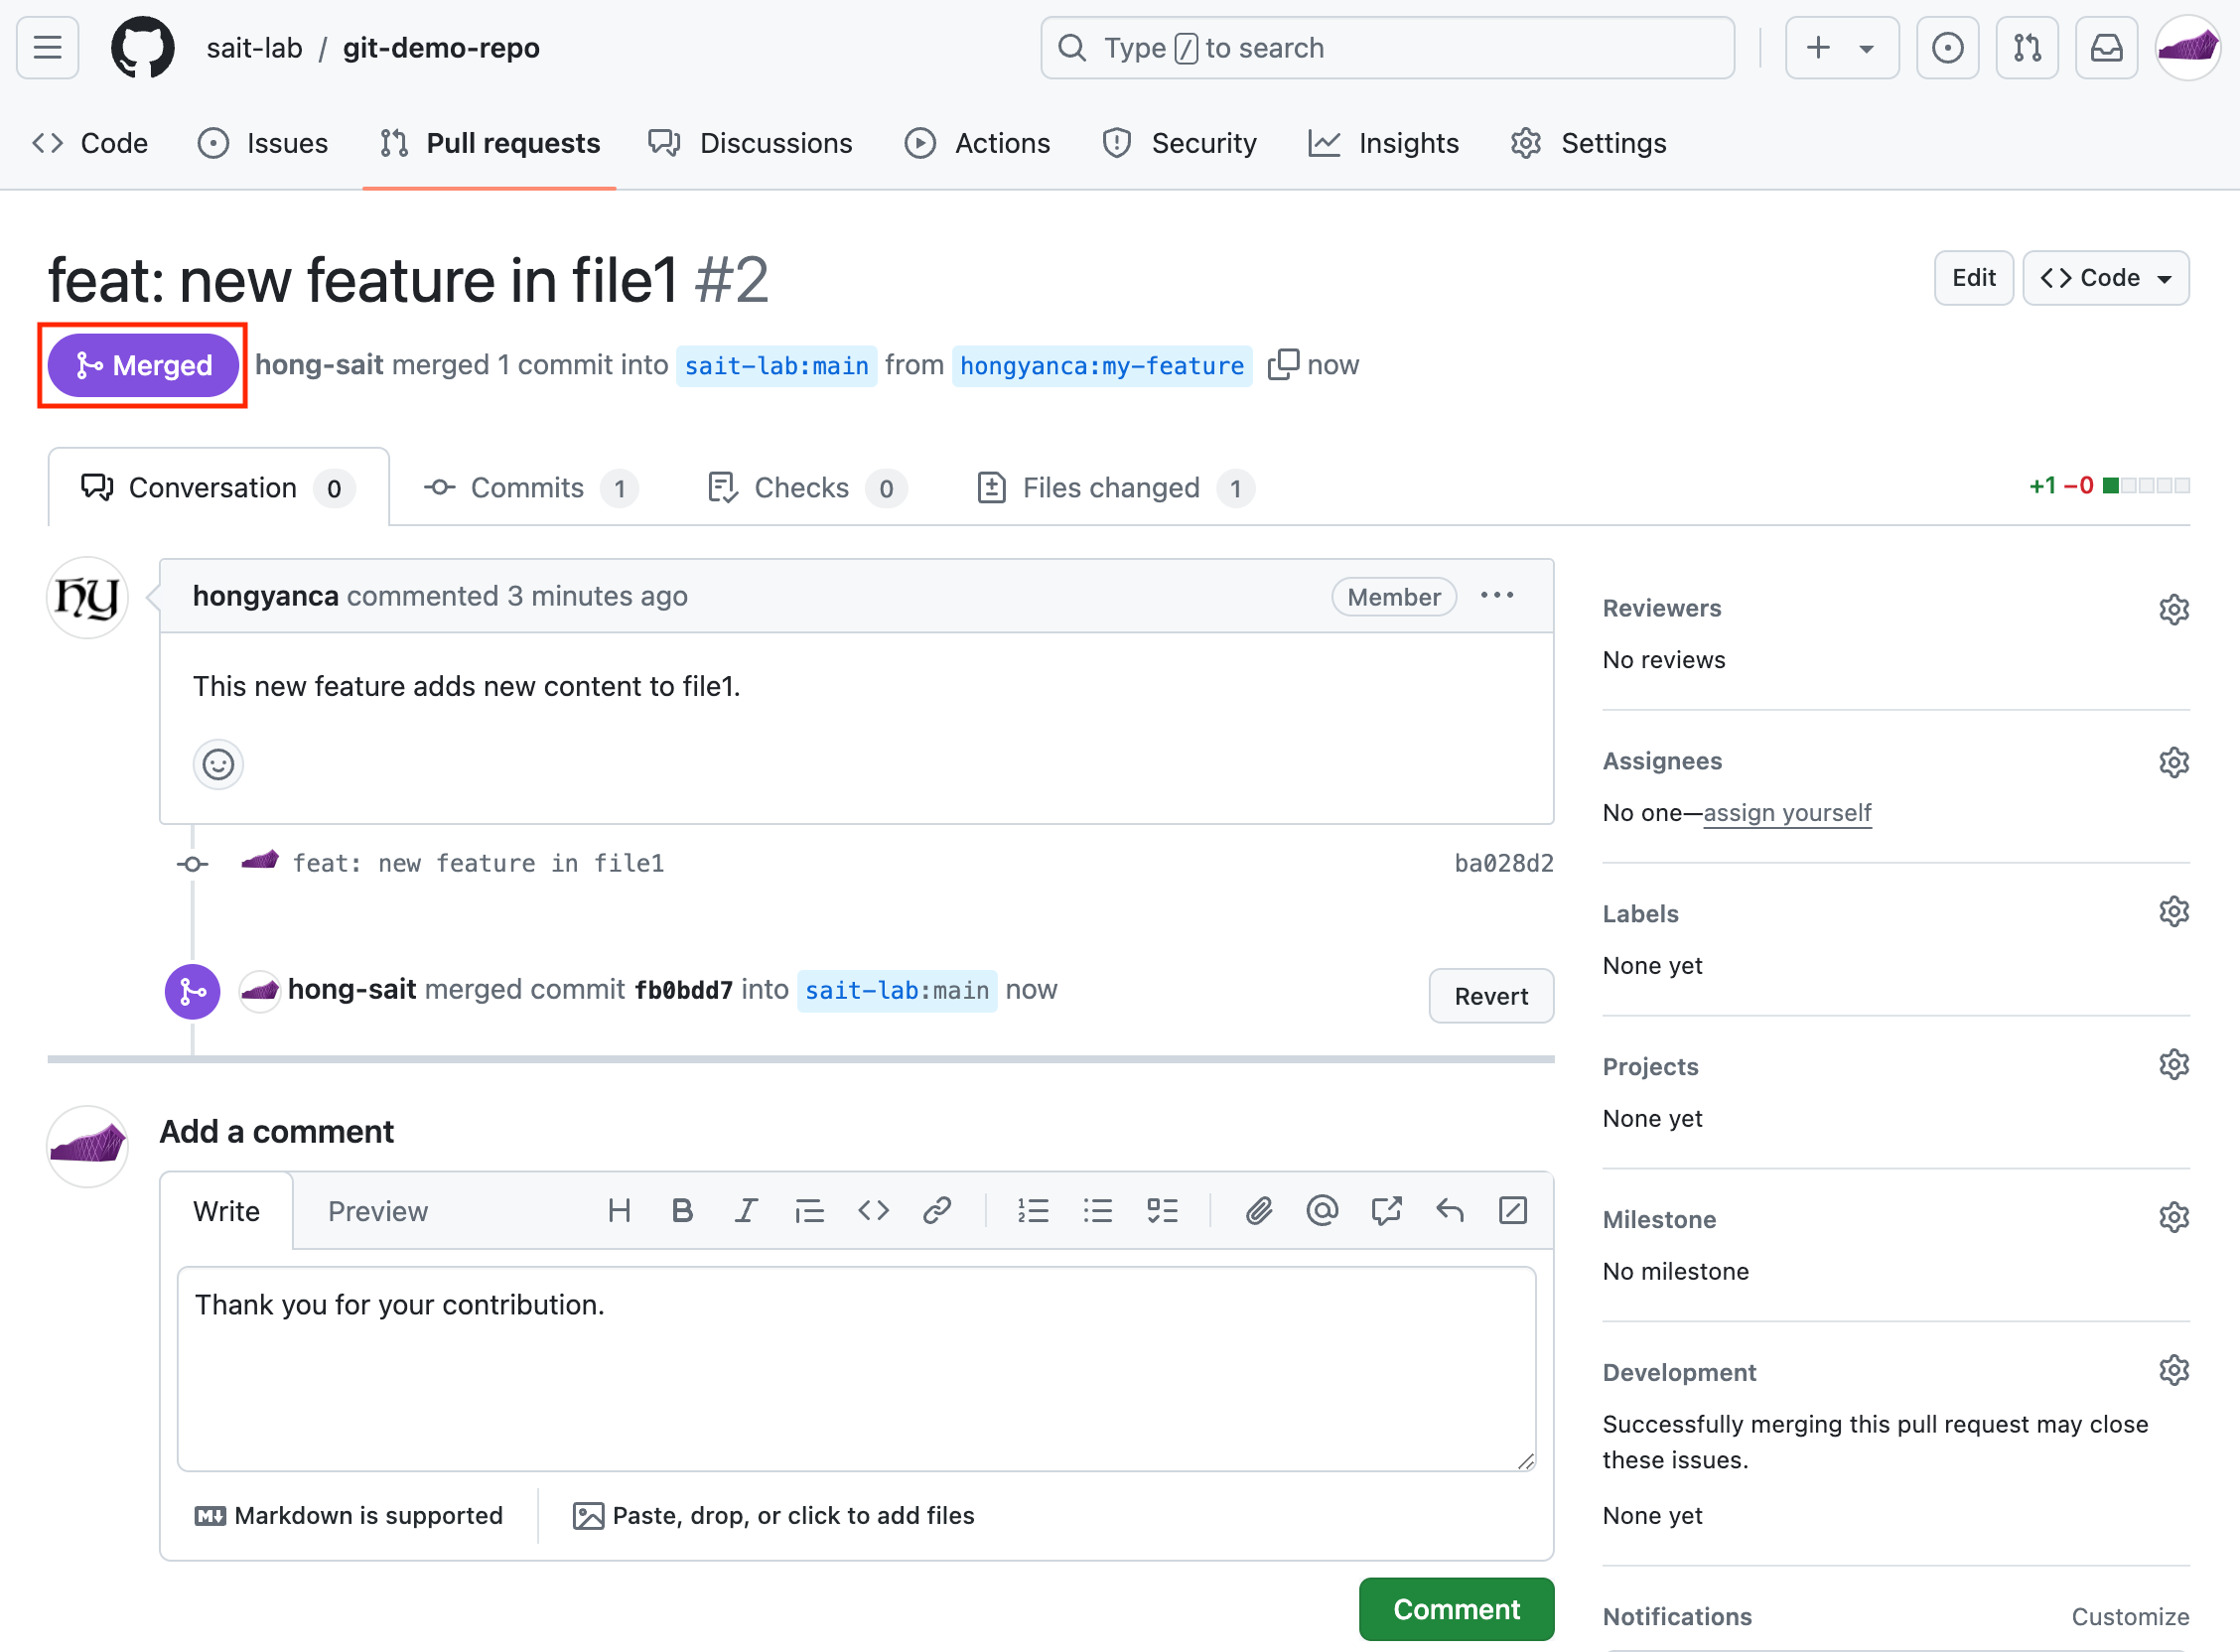 sait-lab / git-demo-repo
Type / to search
Code
Issues
Pull requests
Discussions
Actions
Security
Insights
Settings
feat: new feature in file1 #2
Edit
Code
Merged
hong-sait merged 1 commit into sait-lab:main from hongyanca:my-feature now
Conversation 0
Commits 1
Checks 0
Files changed 1
+1 −0
hy
hongyanca commented 3 minutes ago
Member
This new feature adds new content to file1.
feat: new feature in file1
ba028d2
hong-sait merged commit fb0bdd7 into sait-lab:main now
Revert
Add a comment
Write
Preview
Thank you for your contribution.
Markdown is supported
Paste, drop, or click to add files
Comment
Reviewers
No reviews
Assignees
No one—assign yourself
Labels
None yet
Projects
None yet
Milestone
No milestone
Development
Successfully merging this pull request may close
these issues.
None yet
Notifications
Customize